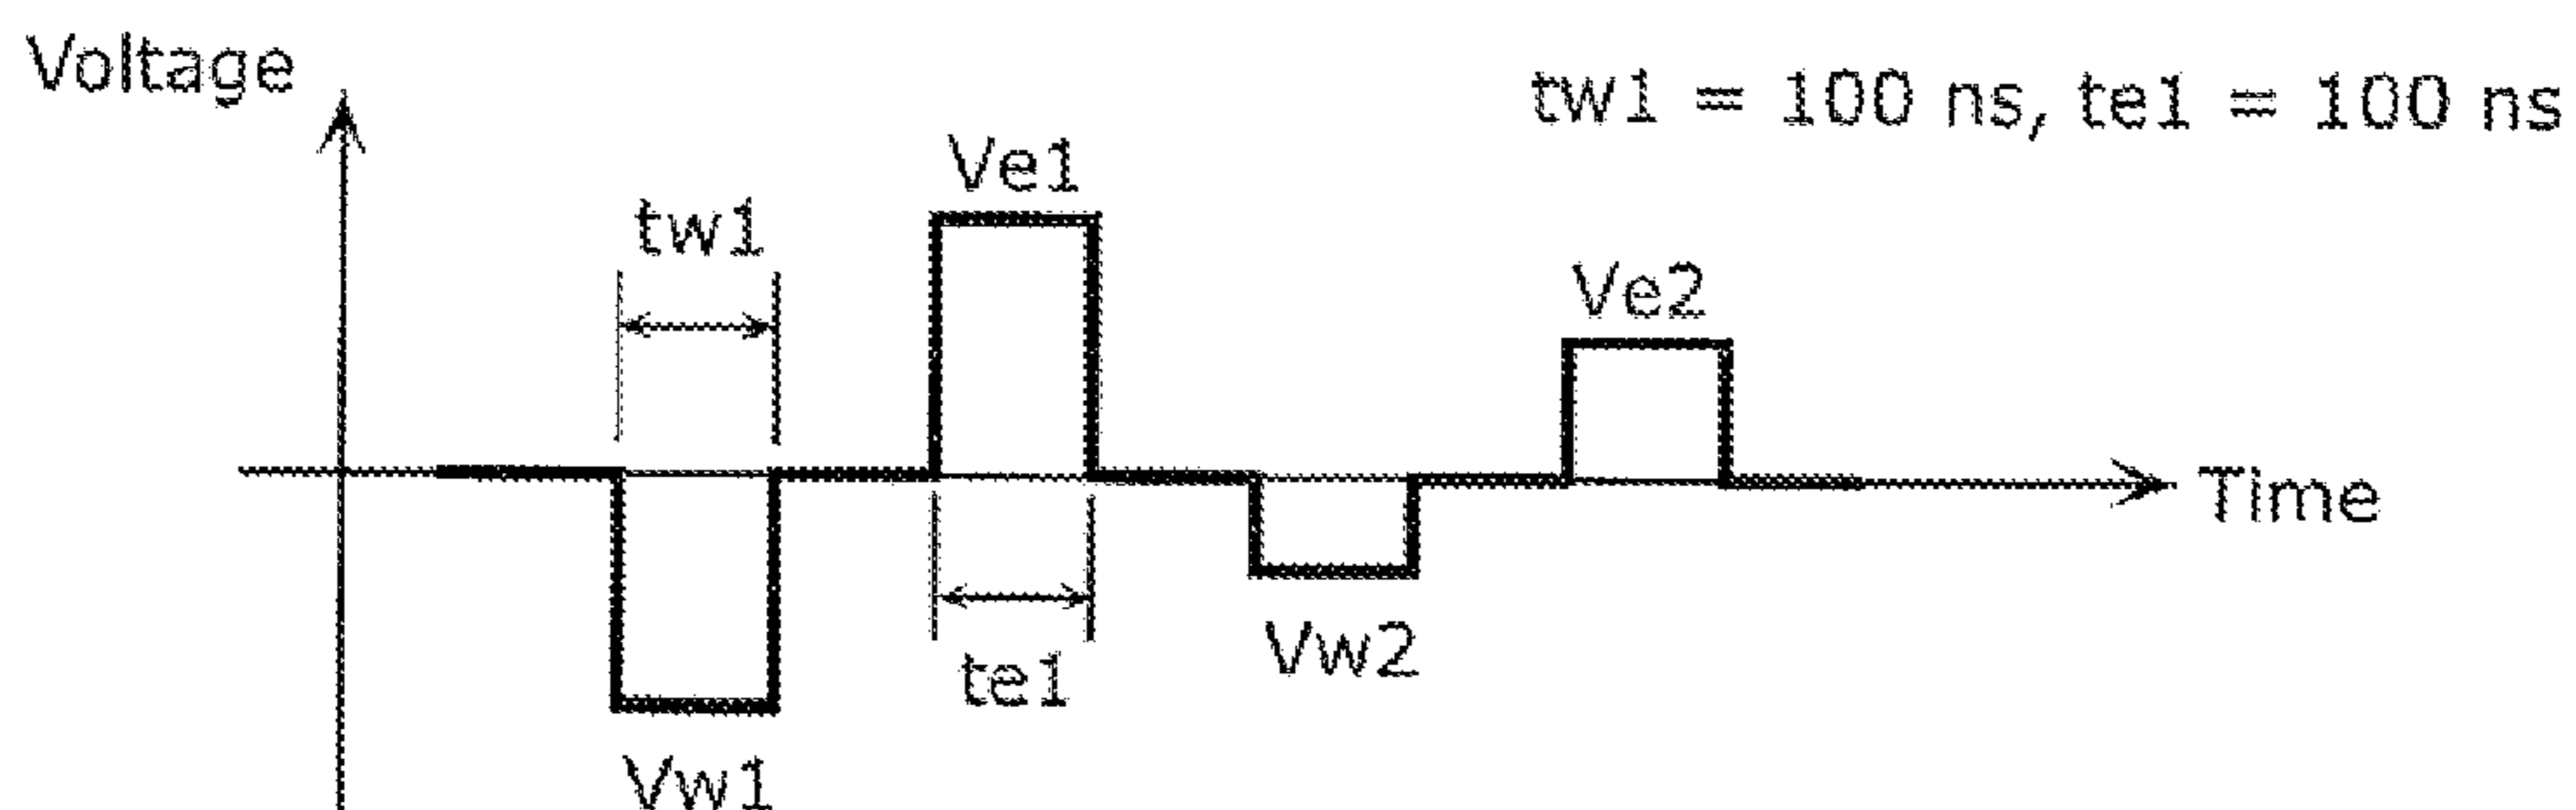 Voltage
tw1 = 100 ns, te1 = 100 ns
Ve1
tw1
Ve2
Time
Vw2
te1
Vw1